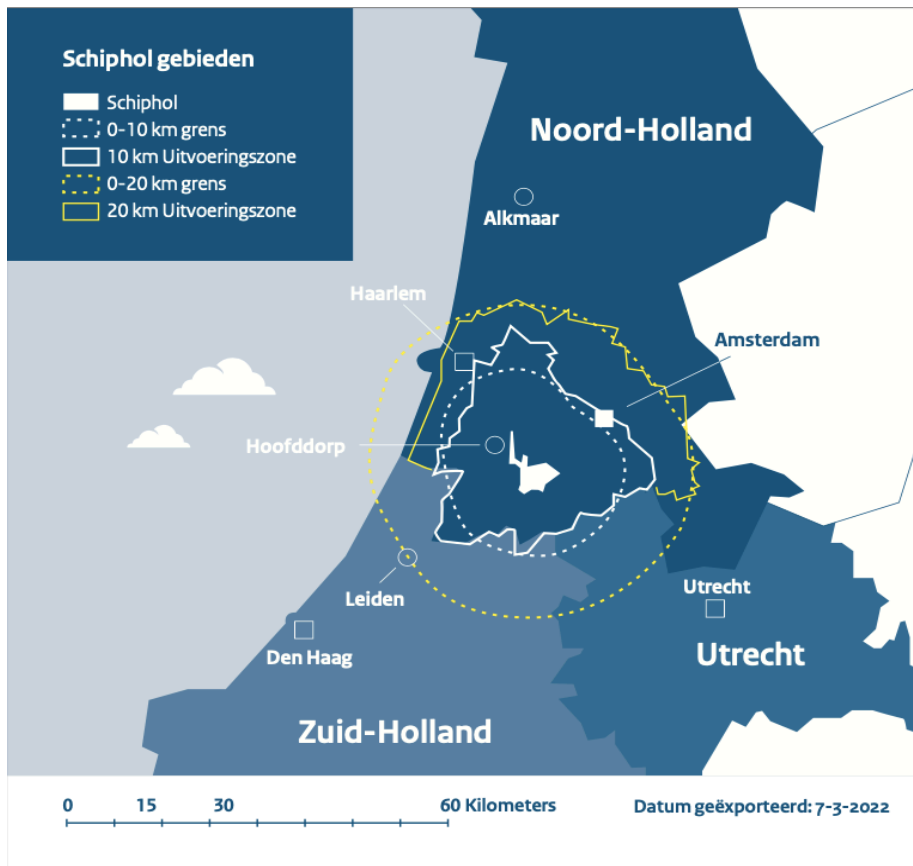 Schiphol gebieden
Schiphol
0-10 km grens
10 km Uitvoeringszone
0-20 km grens
20 km Uitvoeringszone
Noord-Holland
Alkmaar
Haarlem
Amsterdam
Hoofddorp
Leiden
Utrecht
Den Haag
Utrecht
Zuid-Holland
0 15 30 60 Kilometers
Datum geëxporteerd: 7-3-2022